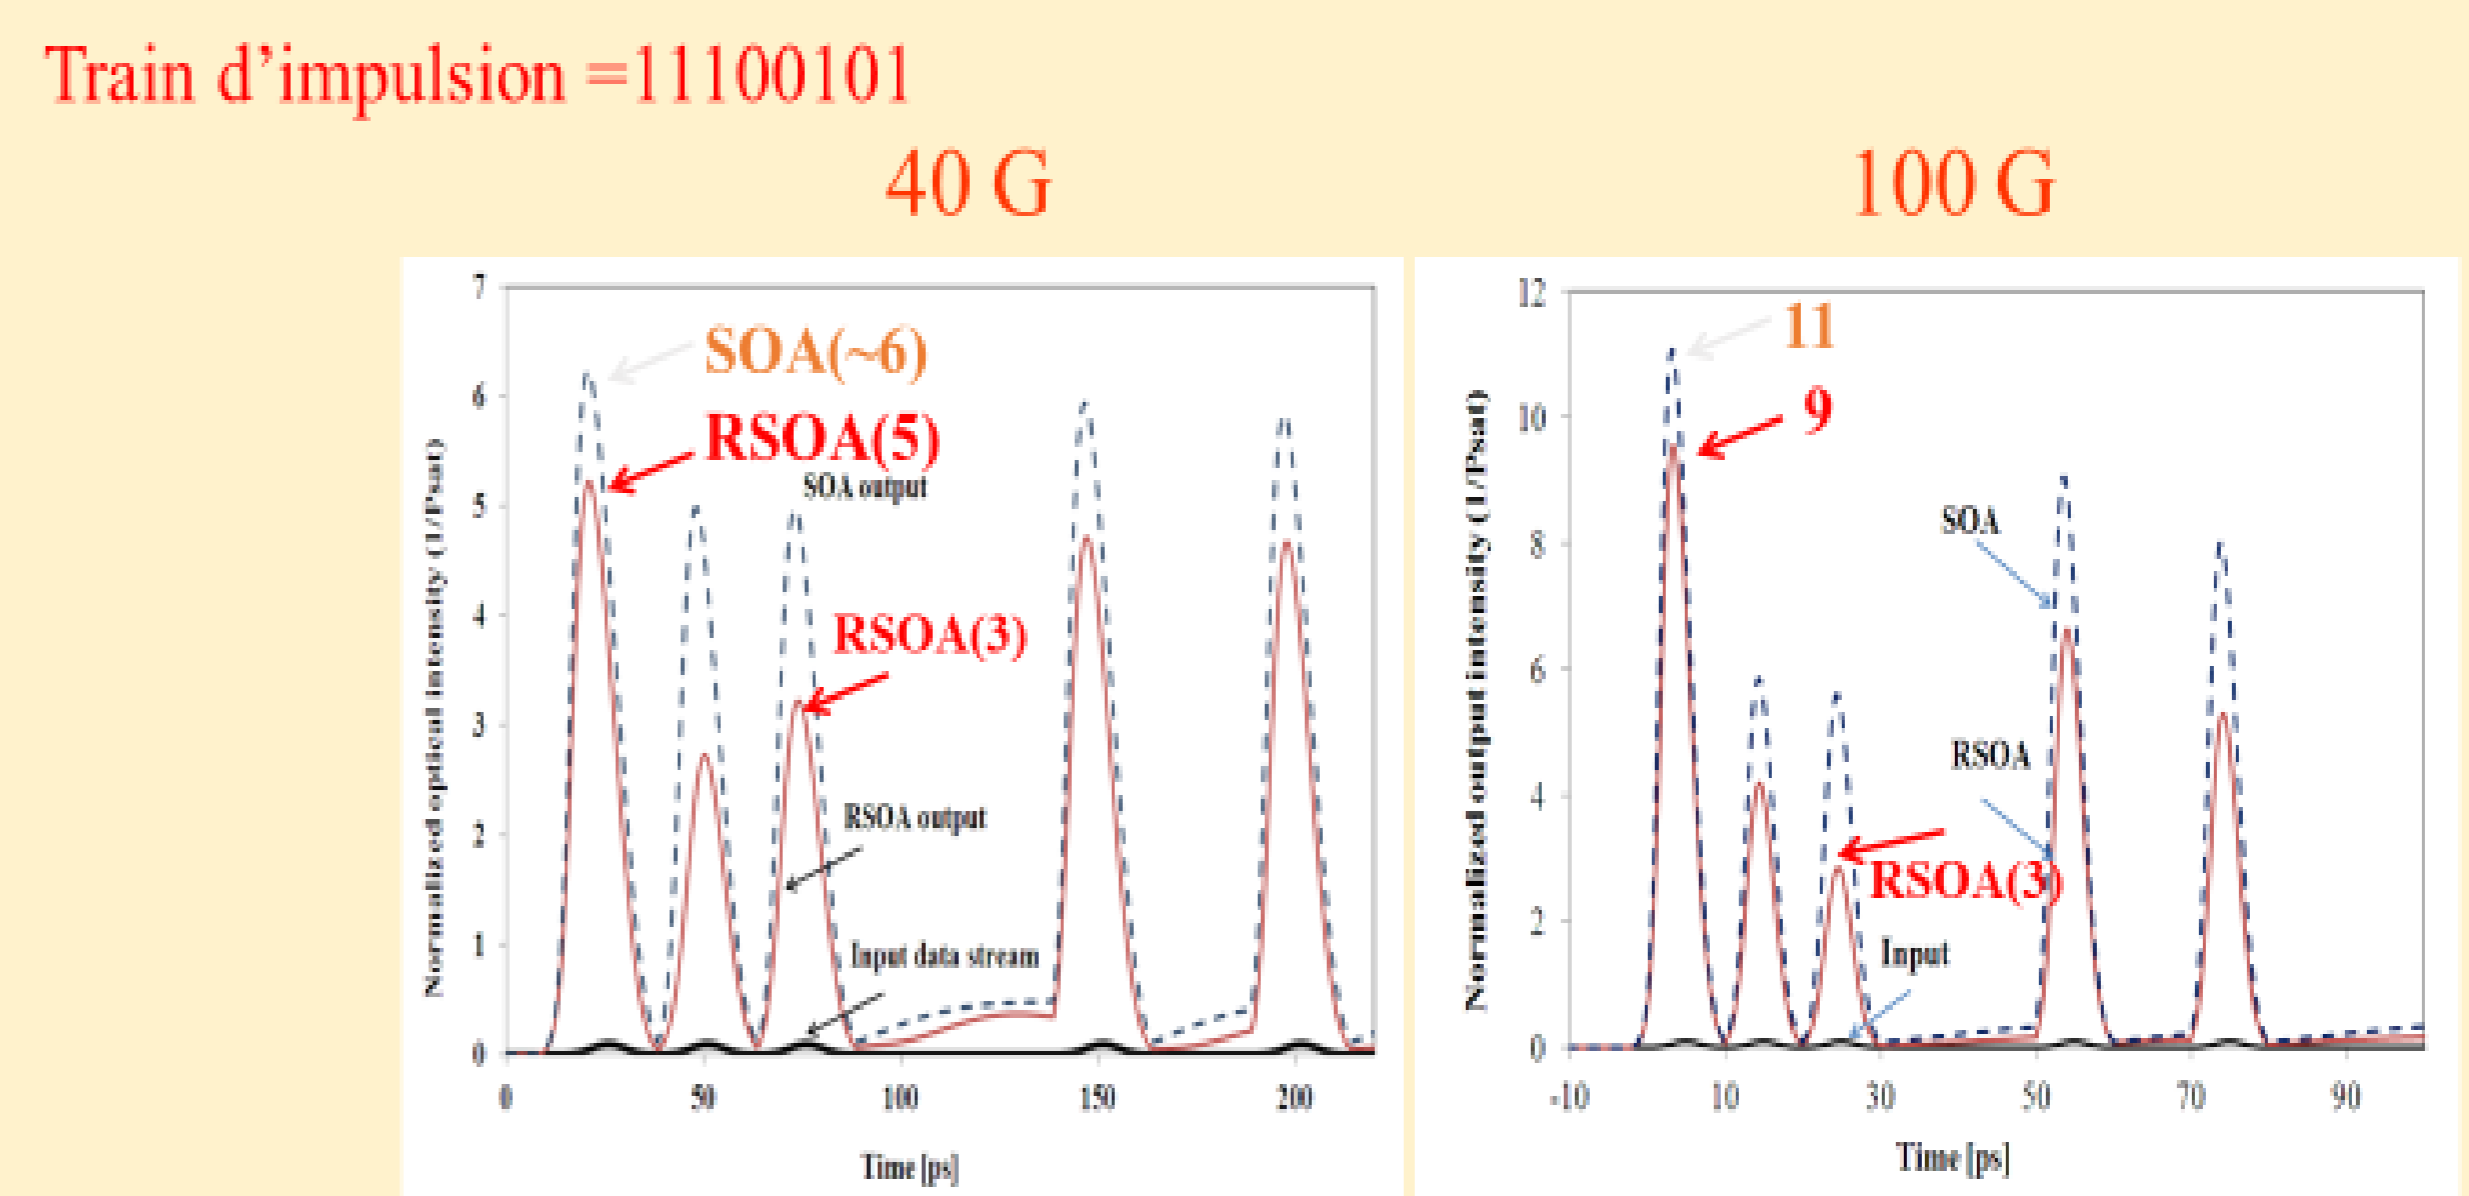 Train d’impulsion =11100101
40 G
100 G
7
6
5
4
3
2
1
0
Normalized optical intensity (1/Psat)
SOA(~6)
RSOA(5)
SOA output
RSOA(3)
RSOA output
Input data stream
0 50 100 150 200
Time [ps]
12
10
8
6
4
2
0
Normalized output intensity (1/Psat)
11
9
SOA
RSOA
RSOA(3)
Input
-10 10 30 50 70 90
Time [ps]